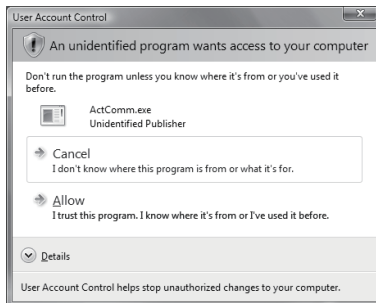 User Account Control
An unidentified program wants access to your computer
Don't run the program unless you know where it's from or you've used it
before.
ActComm.exe
Unidentified Publisher
Cancel
I don't know where this program is from or what it's for.
Allow
I trust this program. I know where it's from or I've used it before.
Details
User Account Control helps stop unauthorized changes to your computer.